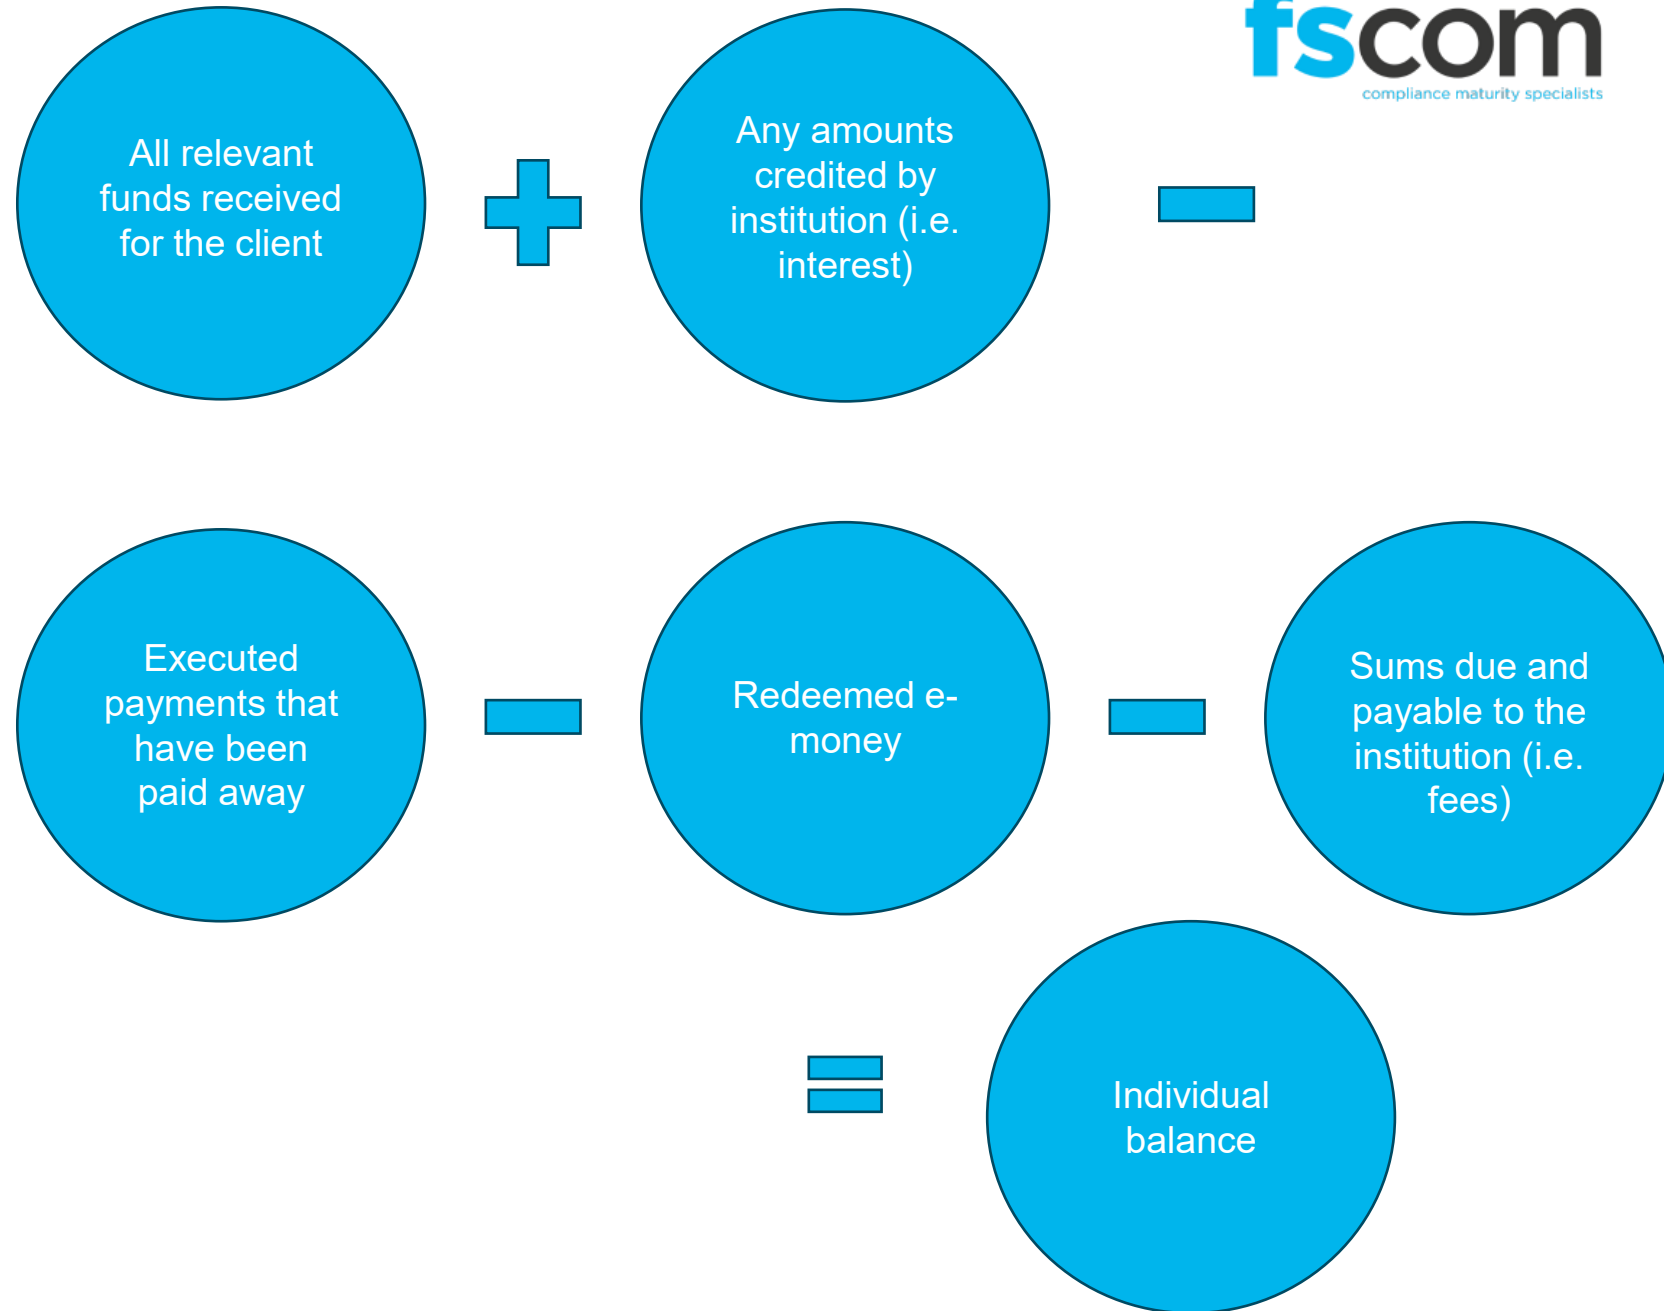 fscom
compliance maturity specialists
All relevant
funds received
for the client
Any amounts
credited by
institution (i.e.
interest)
Executed
payments that
have been
paid away
Redeemed e-
money
Sums due and
payable to the
institution (i.e.
fees)
Individual
balance